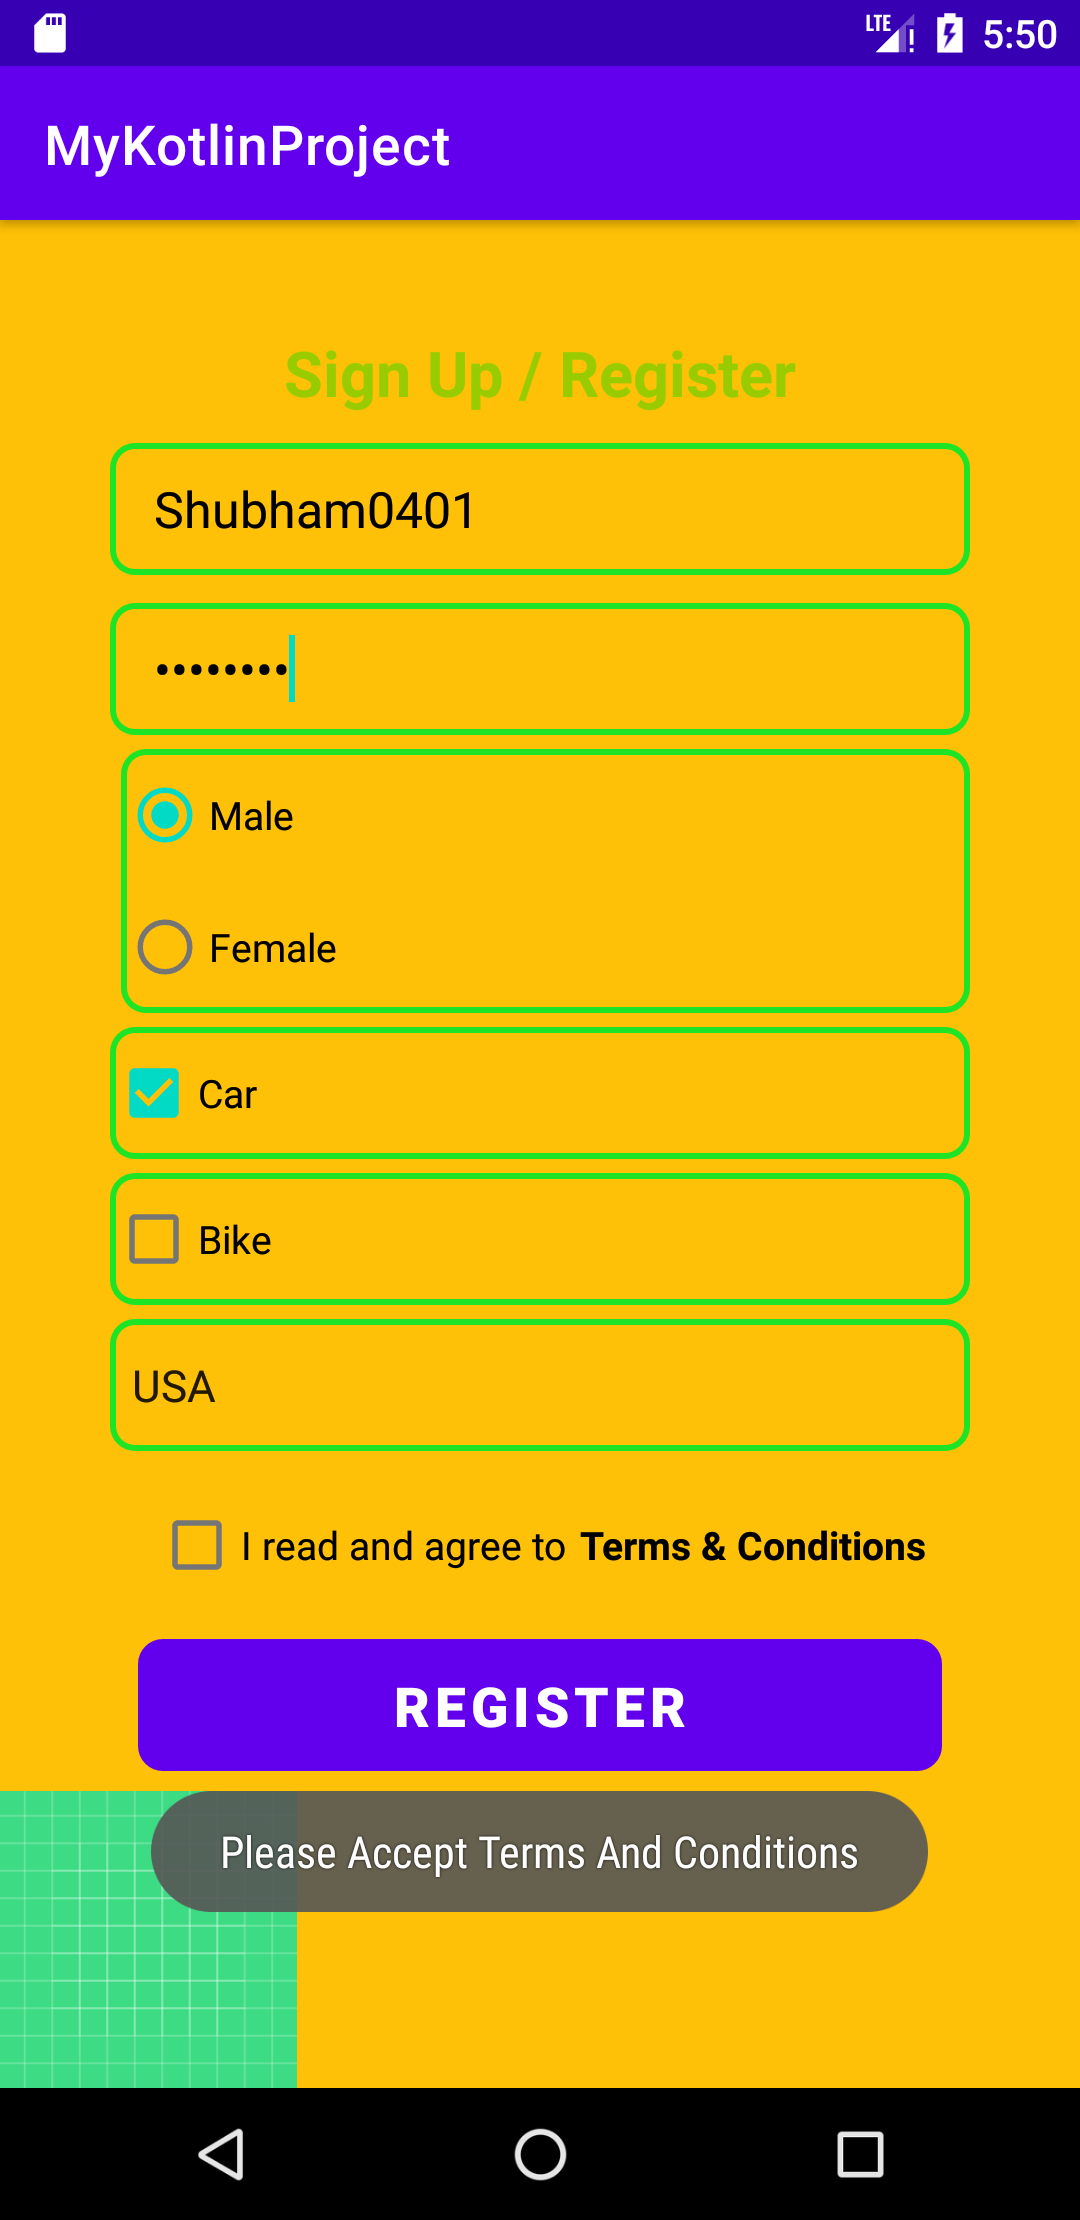 LTE 5:50
MyKotlinProject
Sign Up / Register
Shubham0401
••••••••
Male
Female
Car
Bike
USA
I read and agree to Terms & Conditions
REGISTER
Please Accept Terms And Conditions